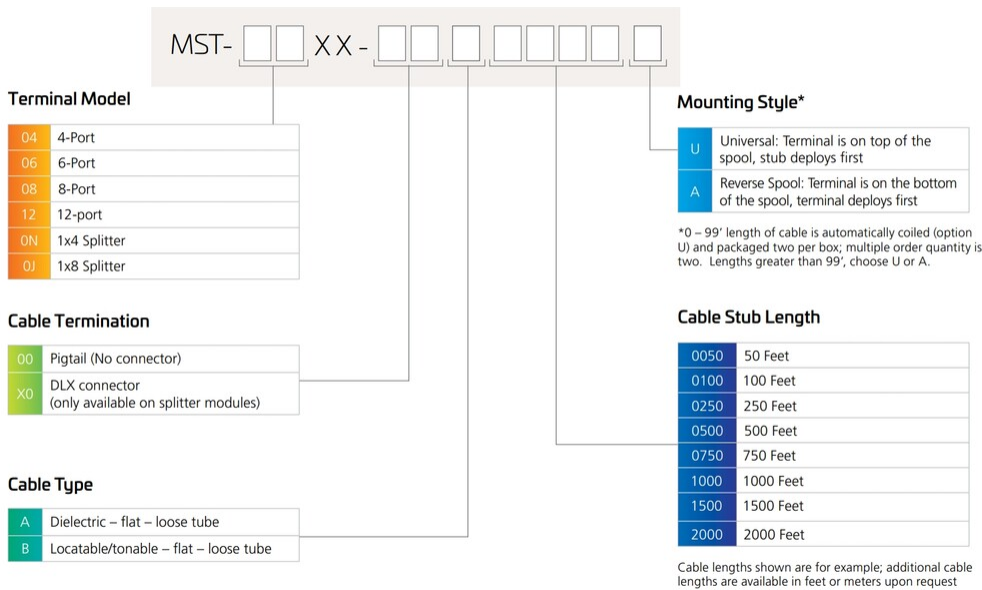 MST- XX -
Terminal Model
04 4-Port
06 6-Port
08 8-Port
12 12-port
0N 1x4 Splitter
0J 1x8 Splitter
Cable Termination
00 Pigtail (No connector)
X0 DLX connector
(only available on splitter modules)
Cable Type
A Dielectric – flat – loose tube
B Locatable/tonable – flat – loose tube
Mounting Style*
U Universal: Terminal is on top of the
spool, stub deploys first
A Reverse Spool: Terminal is on the bottom
of the spool, terminal deploys first
*0 – 99’ length of cable is automatically coiled (option
U) and packaged two per box; multiple order quantity is
two. Lengths greater than 99’, choose U or A.
Cable Stub Length
0050 50 Feet
0100 100 Feet
0250 250 Feet
0500 500 Feet
0750 750 Feet
1000 1000 Feet
1500 1500 Feet
2000 2000 Feet
Cable lengths shown are for example; additional cable
lengths are available in feet or meters upon request